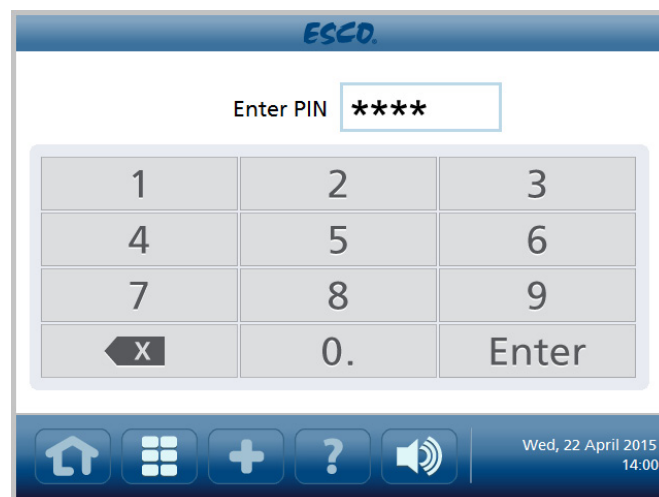 ESCO.
Enter PIN ****
1 2 3
4 5 6
7 8 9
X 0. Enter
?
Wed, 22 April 2015
14:00